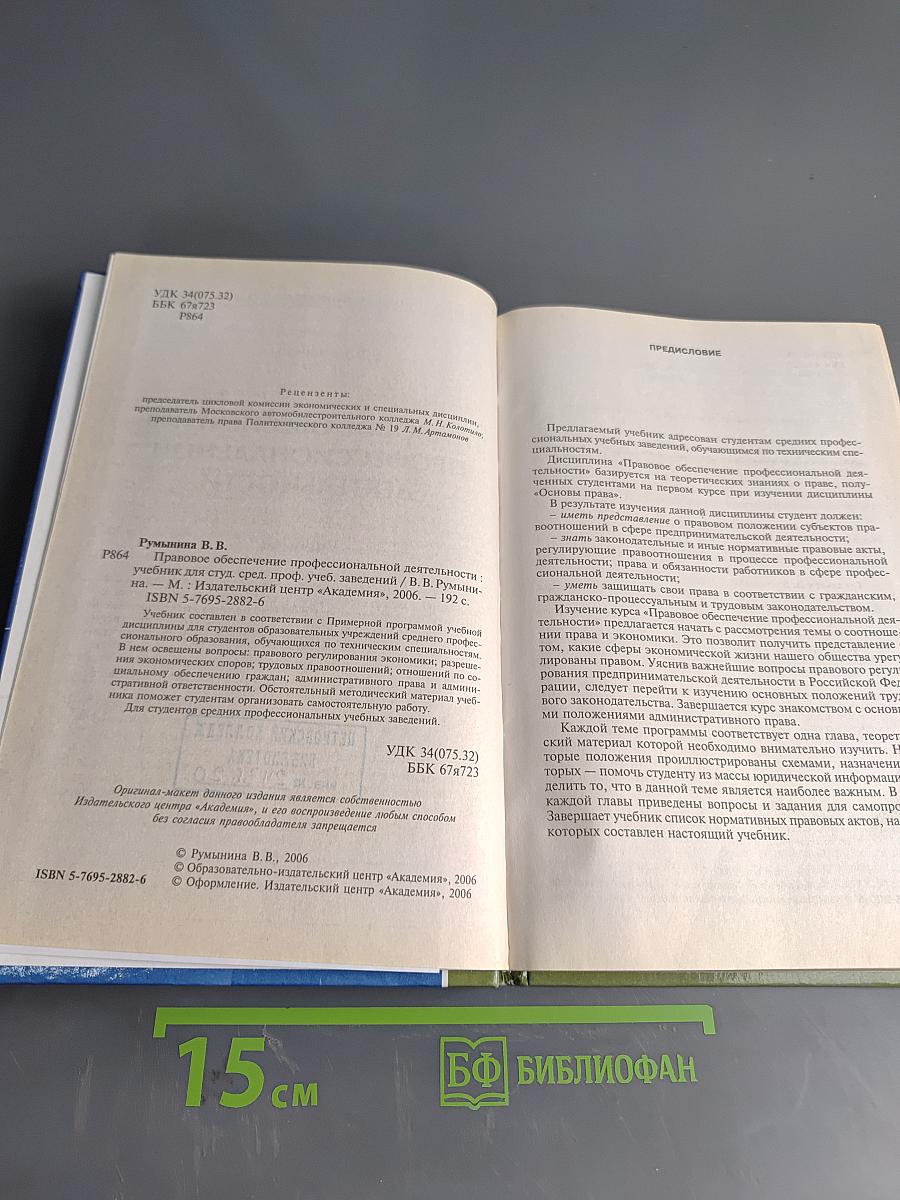 УДК 34(075.32)
ББК 67я723
Р864
Рецензенты:
председатель цикловой комиссии экономических и специальных дисциплин,
преподаватель Московского автомобилестроительного колледжа М. Н. Колотило;
преподаватель права Политехнического колледжа № 19 Л. М. Артамонов
Румынина В. В.
Р864 Правовое обеспечение профессиональной деятельности :
учебник для студ. сред. проф. учеб. заведений / В. В. Румыни-
на. — М. : Издательский центр «Академия», 2006. — 192 с.
ISBN 5-7695-2882-6
Учебник составлен в соответствии с Примерной программой учебной
дисциплины для студентов образовательных учреждений среднего профес-
сионального образования, обучающихся по техническим специальностям.
В нем освещены вопросы: правового регулирования экономики; разреше-
ния экономических споров; трудовых правоотношений; отношений по со-
циальному обеспечению граждан; административного права и админи-
стративной ответственности. Обстоятельный методический материал учеб-
ника поможет студентам организовать самостоятельную работу.
Для студентов средних профессиональных учебных заведений.
УДК 34(075.32)
ББК 67я723
Оригинал-макет данного издания является собственностью
Издательского центра «Академия», и его воспроизведение любым способом
без согласия правообладателя запрещается
© Румынина В. В., 2006
© Образовательно-издательский центр «Академия», 2006
ISBN 5-7695-2882-6 © Оформление. Издательский центр «Академия», 2006
ПРЕДИСЛОВИЕ
Предлагаемый учебник адресован студентам средних профес-
сиональных учебных заведений, обучающимся по техническим спе-
циальностям.
Дисциплина «Правовое обеспечение профессиональной дея-
тельности» базируется на теоретических знаниях о праве, полу-
ченных студентами на первом курсе при изучении дисциплины
«Основы права».
В результате изучения данной дисциплины студент должен:
– иметь представление о правовом положении субъектов пра-
воотношений в сфере предпринимательской деятельности;
– знать законодательные и иные нормативные правовые акты,
регулирующие правоотношения в процессе профессиональной
деятельности; права и обязанности работников в сфере профес-
сиональной деятельности;
– уметь защищать свои права в соответствии с гражданским,
гражданско-процессуальным и трудовым законодательством.
Изучение курса «Правовое обеспечение профессиональной дея-
тельности» предлагается начать с рассмотрения темы о соотноше-
нии права и экономики. Это позволит получить представление
том, какие сферы экономической жизни нашего общества урегу
лированы правом. Уяснив важнейшие вопросы правового регули
рования предпринимательской деятельности в Российской Фед
рации, следует перейти к изучению основных положений тру
вого законодательства. Завершается курс знакомством с основ
ми положениями административного права.
Каждой теме программы соответствует одна глава, теорет
ский материал которой необходимо внимательно изучить. Н
торые положения проиллюстрированы схемами, назначени
торых — помочь студенту из массы юридической информаци
делить то, что в данной теме является наиболее важным. В
каждой главы приведены вопросы и задания для самопро
Завершает учебник список нормативных правовых актов, на
которых составлен настоящий учебник.
15 см
БФ БИБЛИОФАН